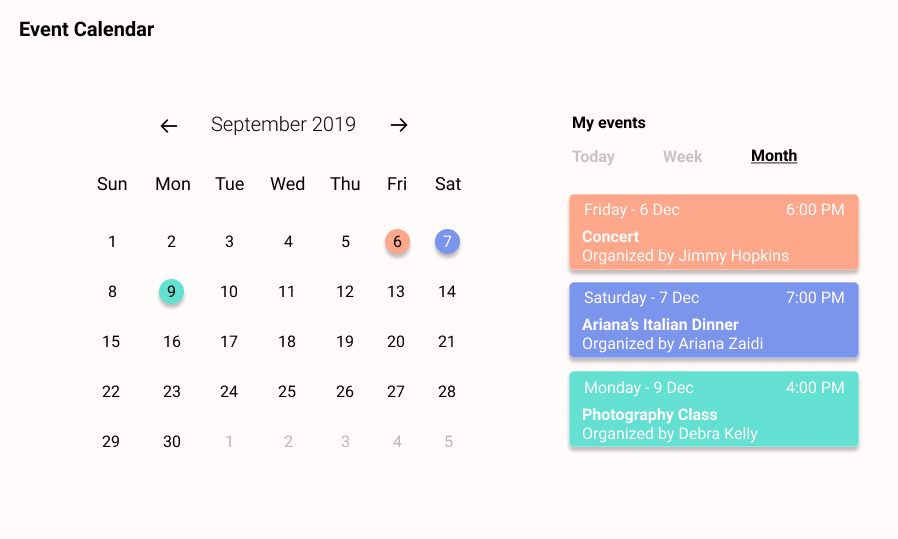 Event Calendar
← September 2019 →
Sun Mon Tue Wed Thu Fri Sat
1 2 3 4 5 6 7
8 9 10 11 12 13 14
15 16 17 18 19 20 21
22 23 24 25 26 27 28
29 30 1 2 3 4 5
My events
Today Week Month
Friday - 6 Dec 6:00 PM
Concert
Organized by Jimmy Hopkins
Saturday - 7 Dec 7:00 PM
Ariana’s Italian Dinner
Organized by Ariana Zaidi
Monday - 9 Dec 4:00 PM
Photography Class
Organized by Debra Kelly